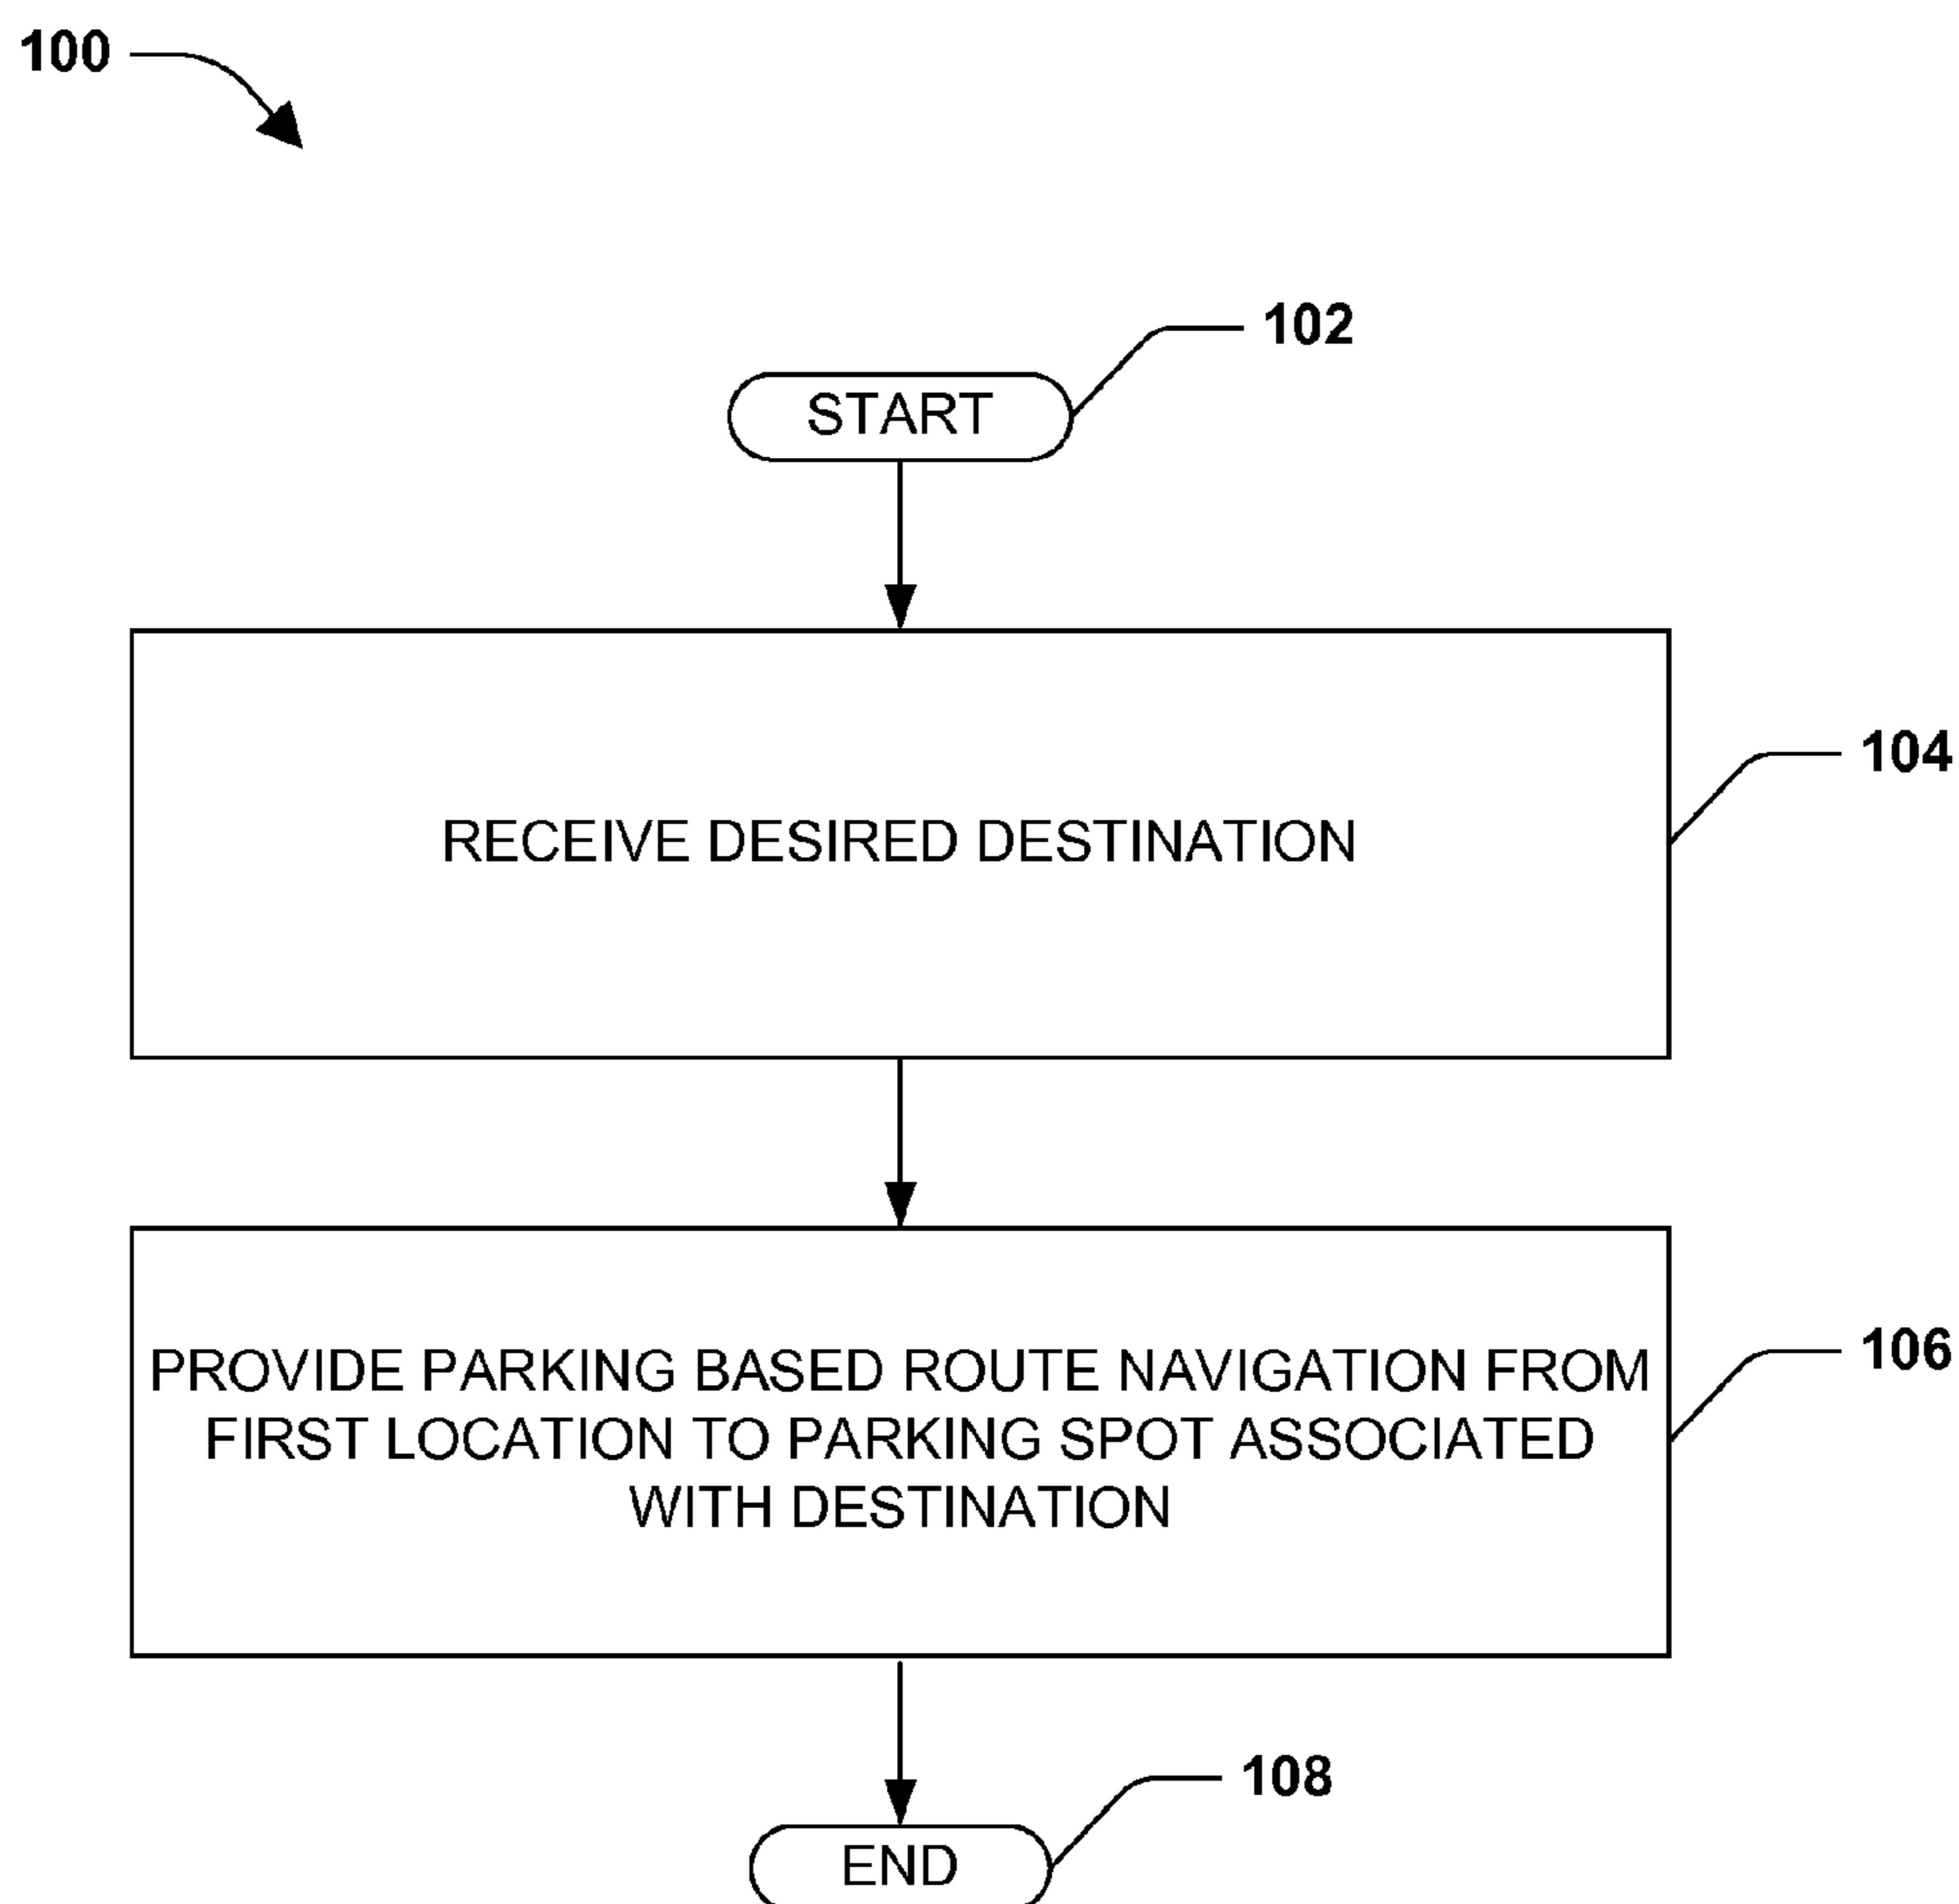 100
102
START
104
RECEIVE DESIRED DESTINATION
106
PROVIDE PARKING BASED ROUTE NAVIGATION FROM
FIRST LOCATION TO PARKING SPOT ASSOCIATED
WITH DESTINATION
108
END